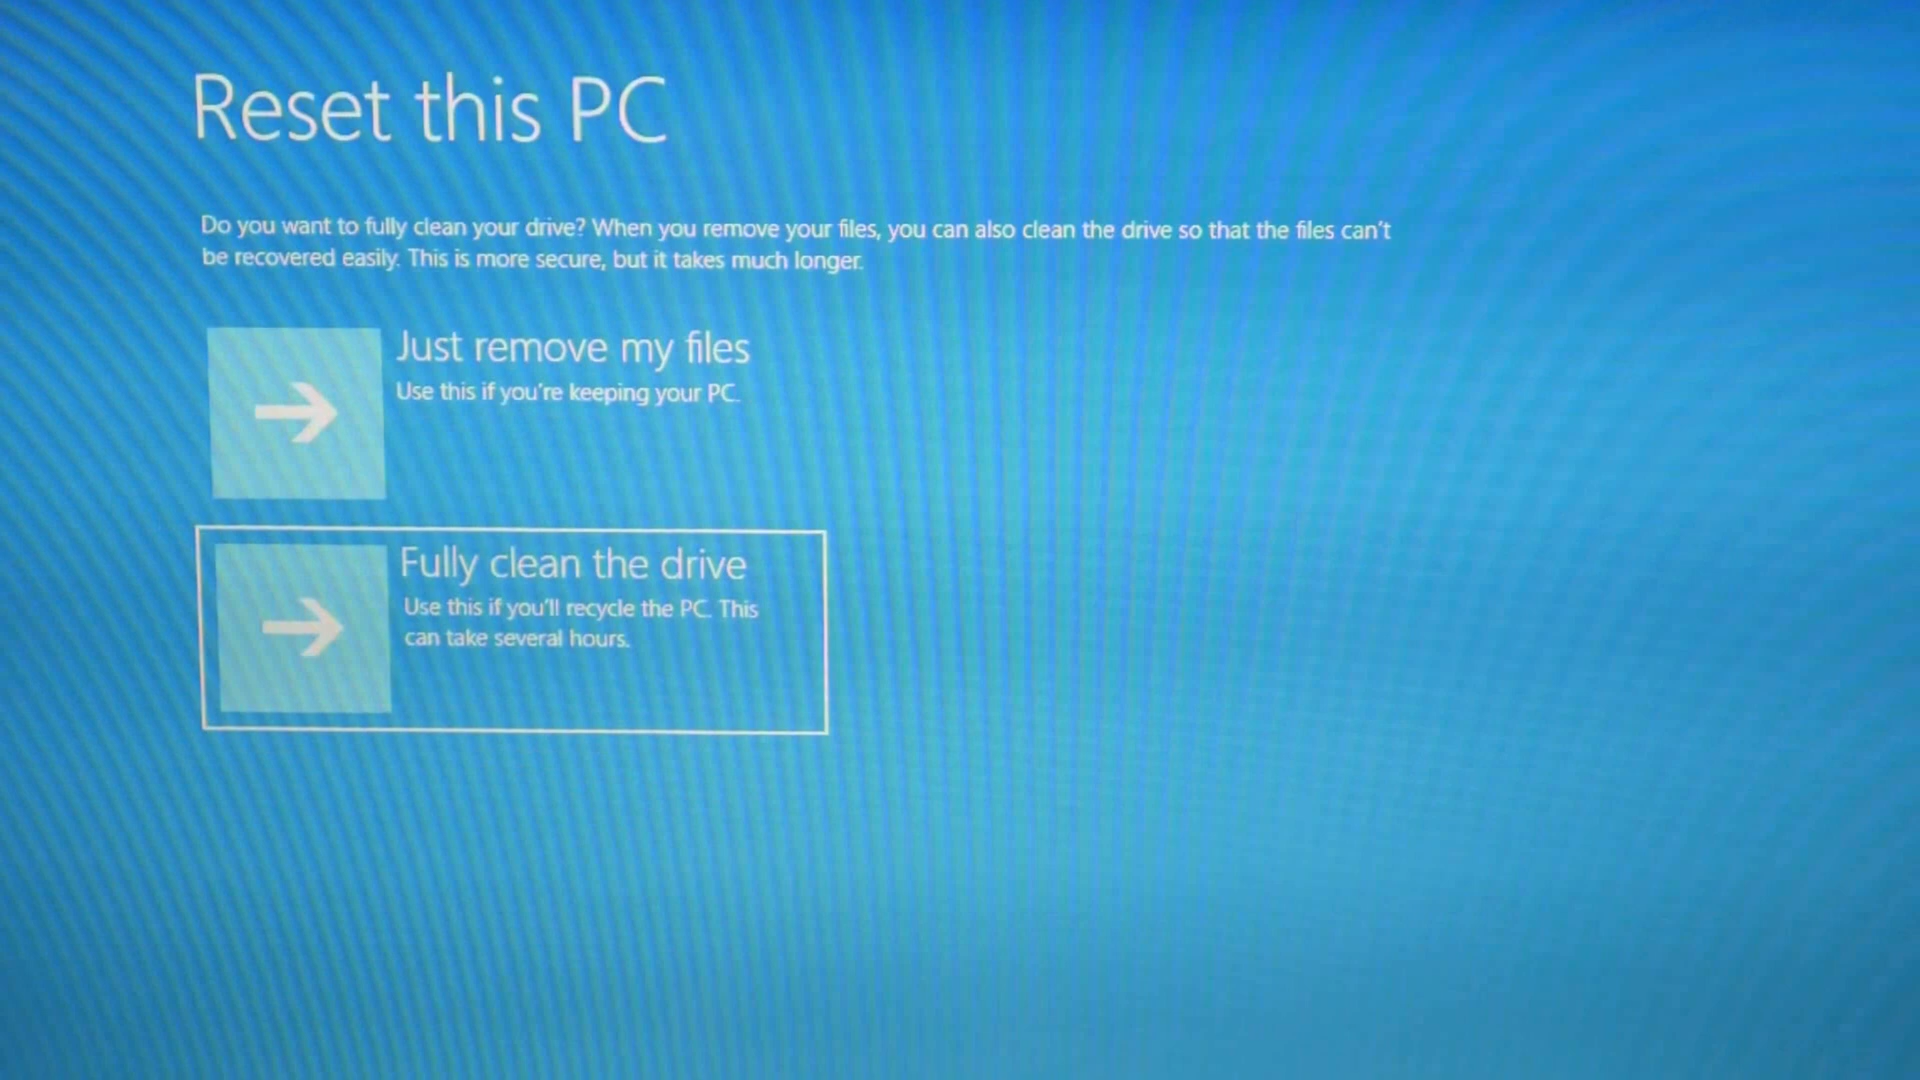 Reset this PC
Do you want to fully clean your drive? When you remove your files, you can also clean the drive so that the files can't
be recovered easily. This is more secure, but it takes much longer.
Just remove my files
Use this if you're keeping your PC.
Fully clean the drive
Use this if you'll recycle the PC. This
can take several hours.